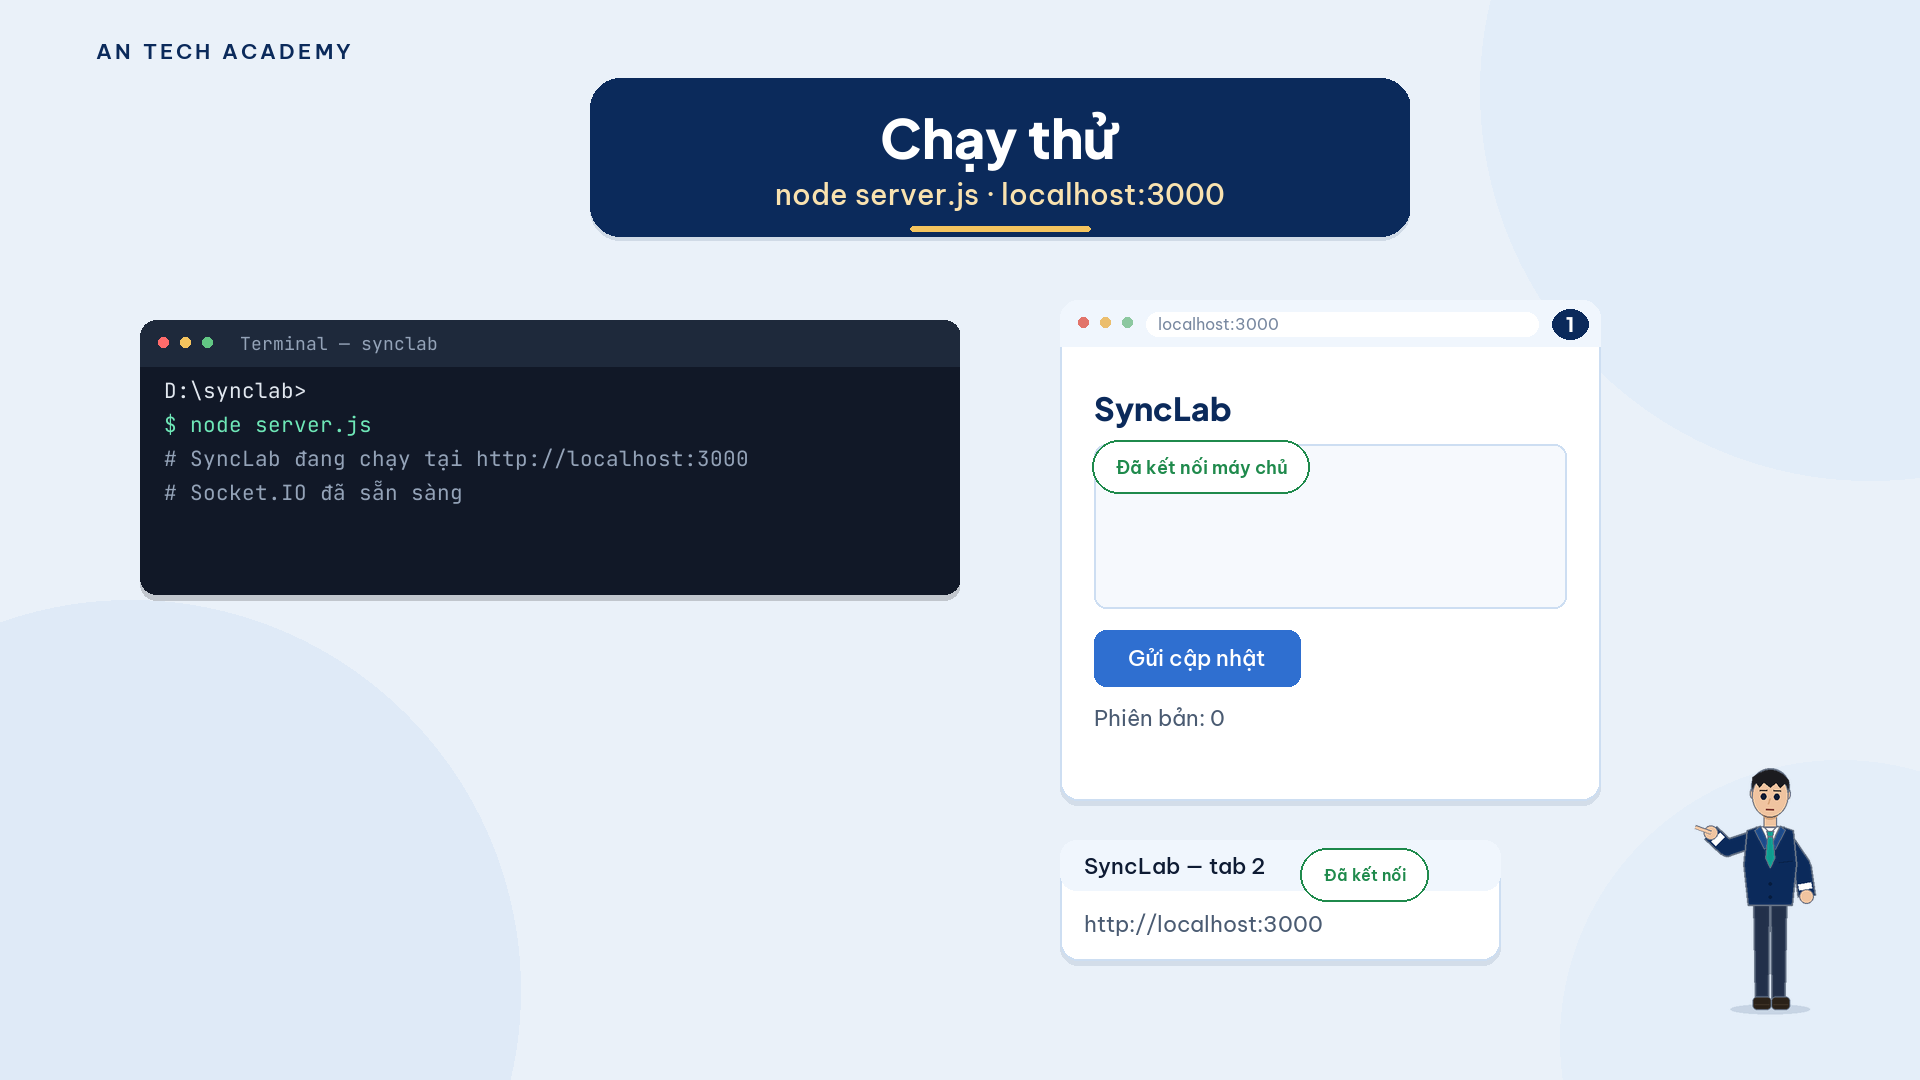 AN TECH ACADEMY
Chạy thử
node server.js · localhost:3000
Terminal — synclab
D:\synclab>
$ node server.js
# SyncLab đang chạy tại http://localhost:3000
# Socket.IO đã sẵn sàng
localhost:3000
1
SyncLab
Đã kết nối máy chủ
Gửi cập nhật
Phiên bản: 0
SyncLab — tab 2
Đã kết nối
http://localhost:3000